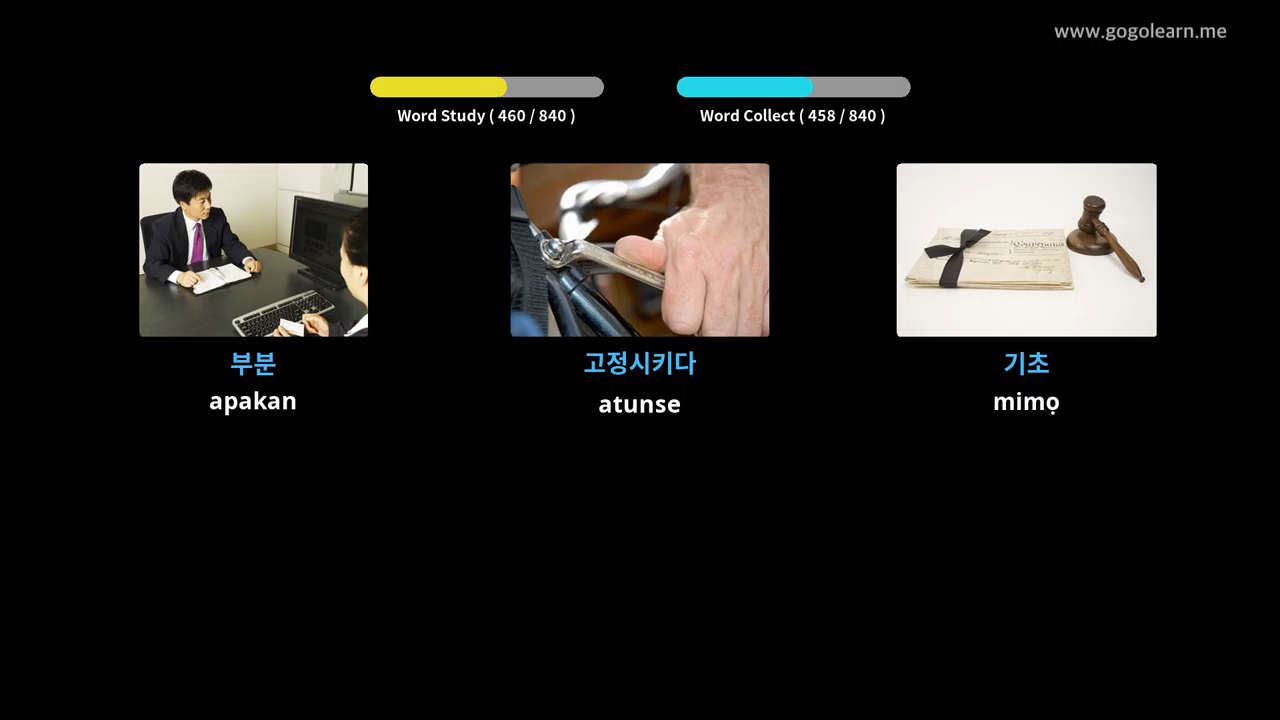 www.gogolearn.me
Word Study ( 460 / 840 )
Word Collect ( 458 / 840 )
부분
고정시키다
기초
apakan
atunse
mimọ